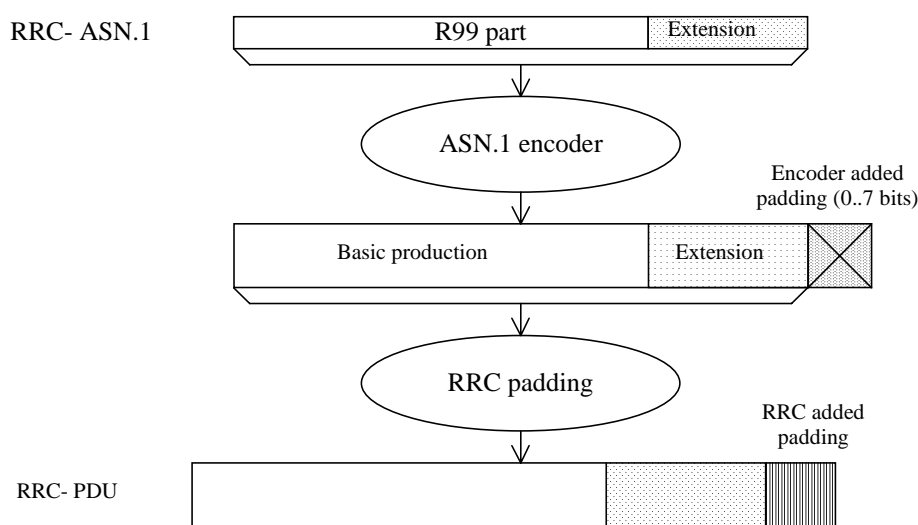 RRC- ASN.1
R99 part
Extension
ASN.1 encoder
Encoder added
padding (0..7 bits)
Basic production
Extension
RRC padding
RRC added
padding
RRC- PDU